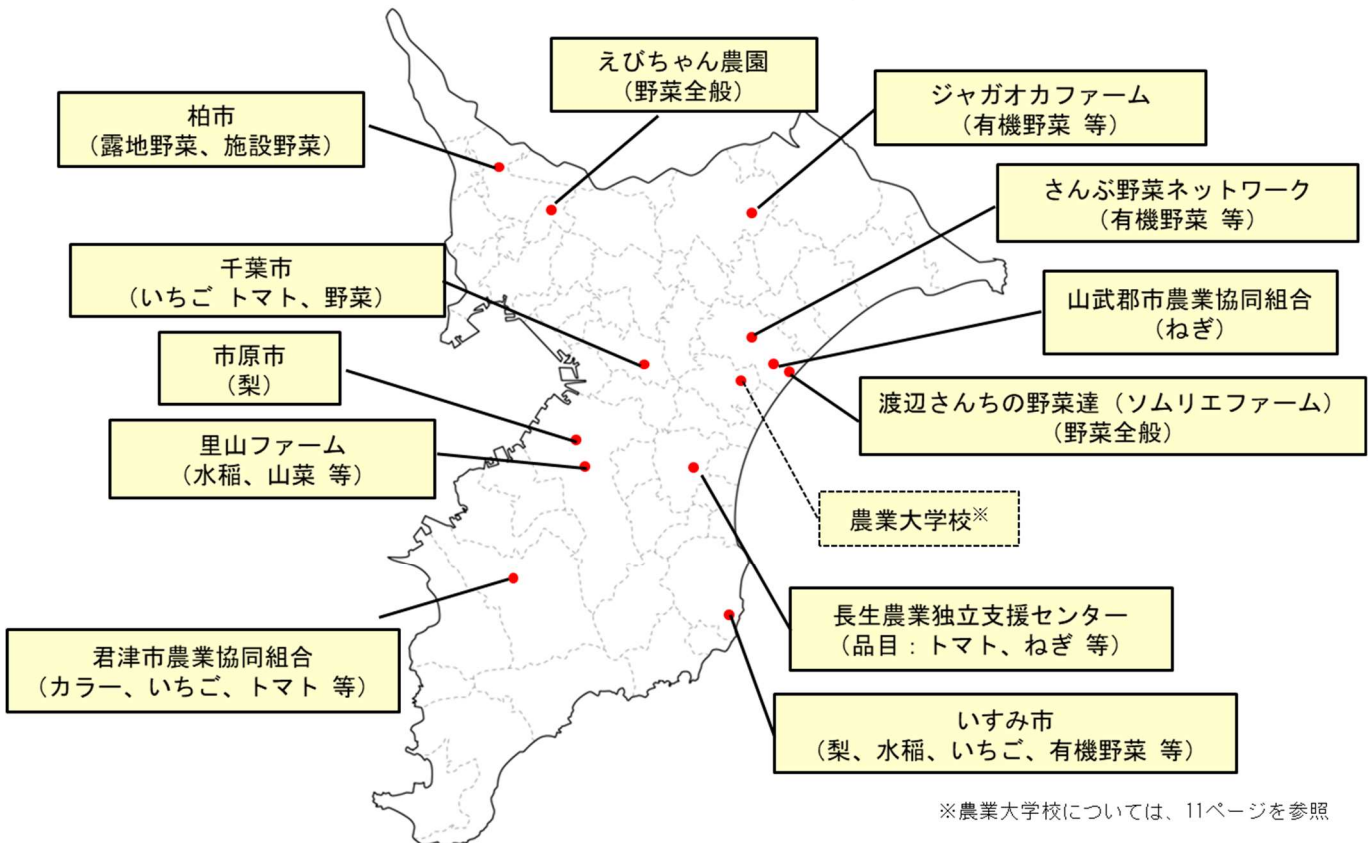 えびちゃん農園
(野菜全般)
ジャガオカファーム
(有機野菜 等)
柏市
(露地野菜、施設野菜)
さんぶ野菜ネットワーク
(有機野菜 等)
千葉市
(いちご トマト、野菜)
山武郡市農業協同組合
(ねぎ)
市原市
(梨)
渡辺さんちの野菜達(ソムリエファーム)
(野菜全般)
里山ファーム
(水稲、山菜 等)
農業大学校※
長生農業独立支援センター
(品目:トマト、ねぎ 等)
君津市農業協同組合
(カラー、いちご、トマト 等)
いすみ市
(梨、水稲、いちご、有機野菜 等)
※農業大学校については、11ページを参照